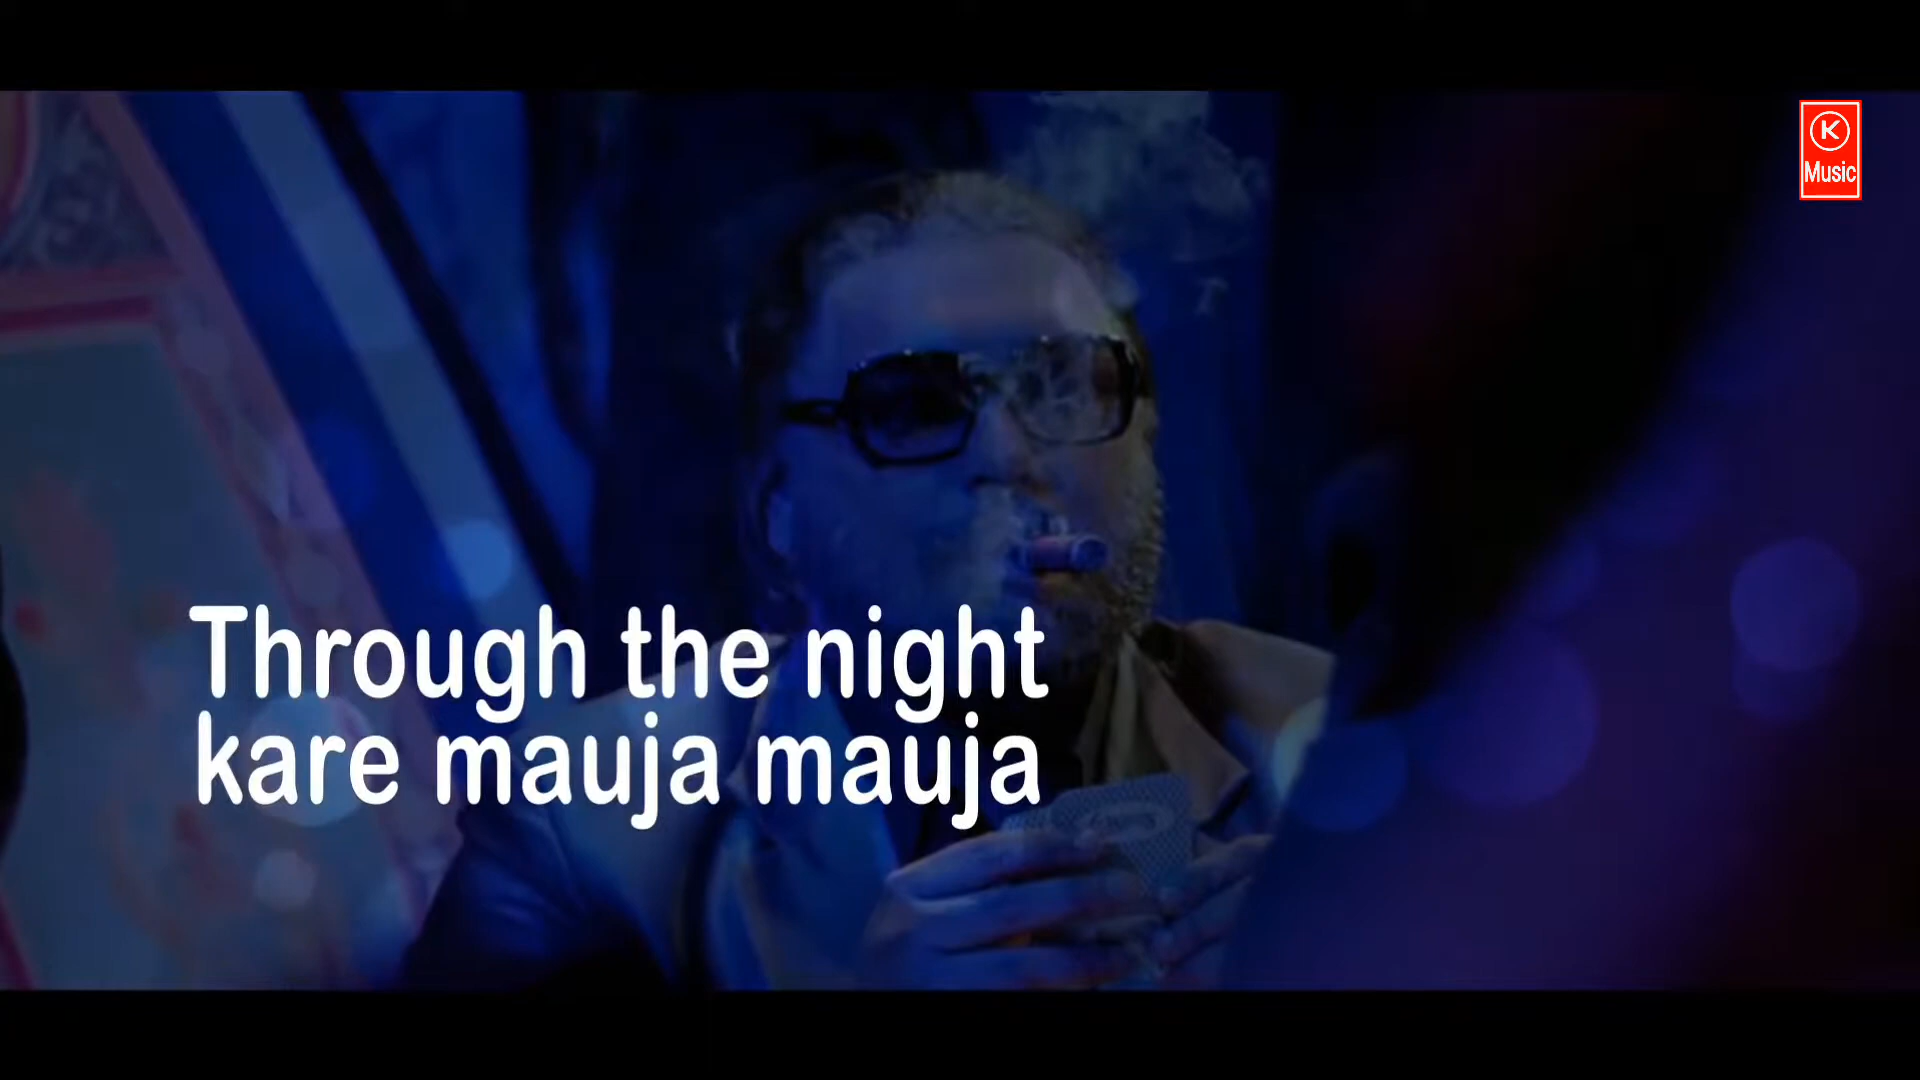 K
Music
Through the night
kare mauja mauja